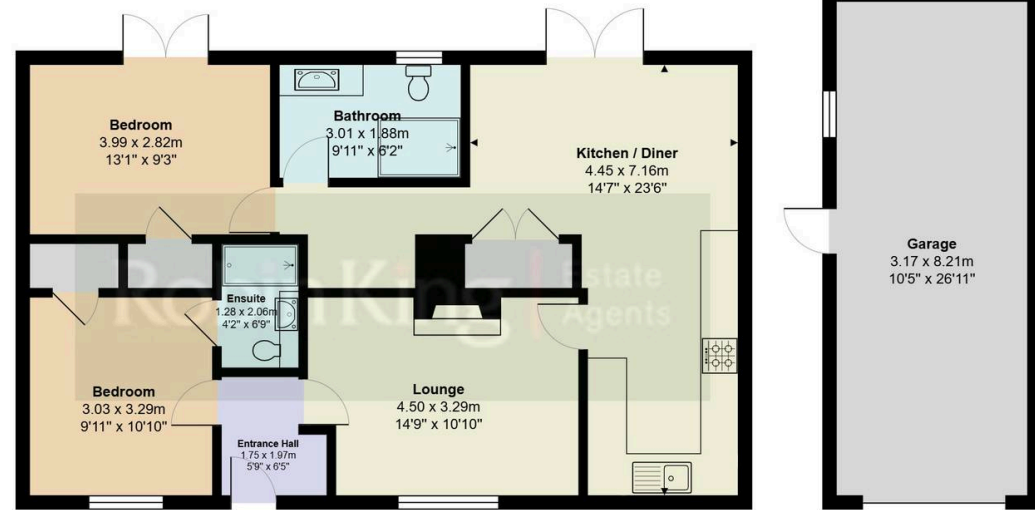 Bedroom
3.99 x 2.82m
13'1" x 9'3"
Bathroom
3.01 x 1.88m
9'11" x 6'2"
Kitchen / Diner
4.45 x 7.16m
14'7" x 23'6"
Garage
3.17 x 8.21m
10'5" x 26'11"
Robin King
Estate
Agents
Ensuite
1.28 x 2.06m
4'2" x 6'9"
Bedroom
3.03 x 3.29m
9'11" x 10'10"
Lounge
4.50 x 3.29m
14'9" x 10'10"
Entrance Hall
1.75 x 1.97m
5'9" x 6'5"